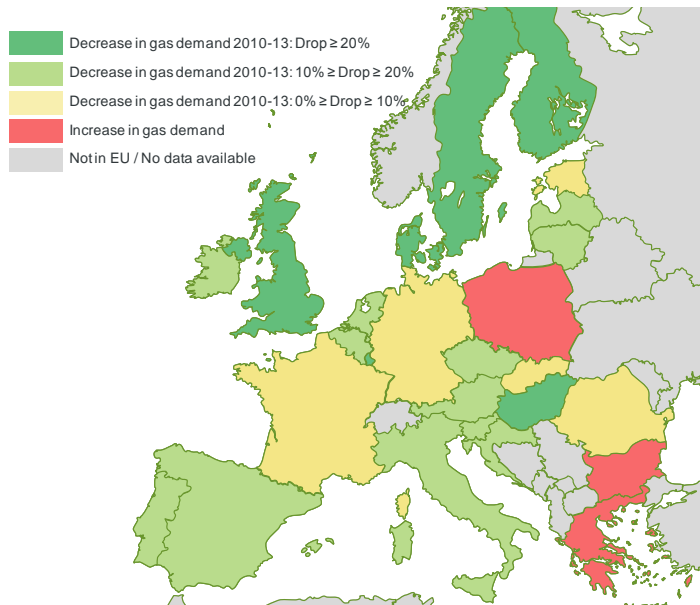 Decrease in gas demand 2010-13: Drop ≥ 20%
Decrease in gas demand 2010-13: 10% ≥ Drop ≥ 20%
Decrease in gas demand 2010-13: 0% ≥ Drop ≥ 10%
Increase in gas demand
Not in EU / No data available